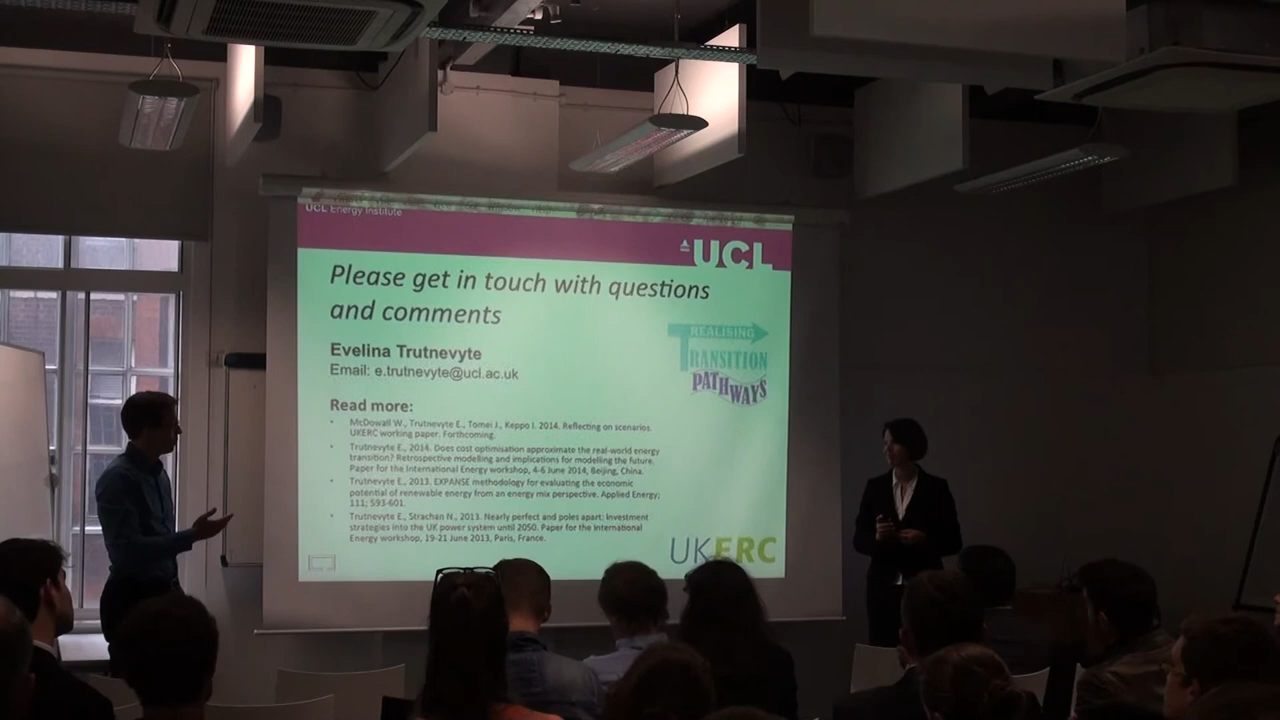 UCL Energy Institute
UCL
Please get in touch with questions
and comments
REALISING
TRANSITION
PATHWAYS
Evelina Trutnevyte
Email: e.trutnevyte@ucl.ac.uk
Read more:
• McDowall W., Trutnevyte E., Tomei J., Keppo I. 2014. Reflecting on scenarios.
UKERC working paper. Forthcoming.
• Trutnevyte E., 2014. Does cost optimisation approximate the real-world energy
transition? Retrospective modelling and implications for modelling the future.
Paper for the International Energy workshop, 4-6 June 2014, Beijing, China.
• Trutnevyte E., 2013. EXPANSE methodology for evaluating the economic
potential of renewable energy from an energy mix perspective. Applied Energy;
111; 593-601.
• Trutnevyte E., Strachan N., 2013. Nearly perfect and poles apart: investment
strategies into the UK power system until 2050. Paper for the International
Energy workshop, 19-21 June 2013, Paris, France.
UKERC